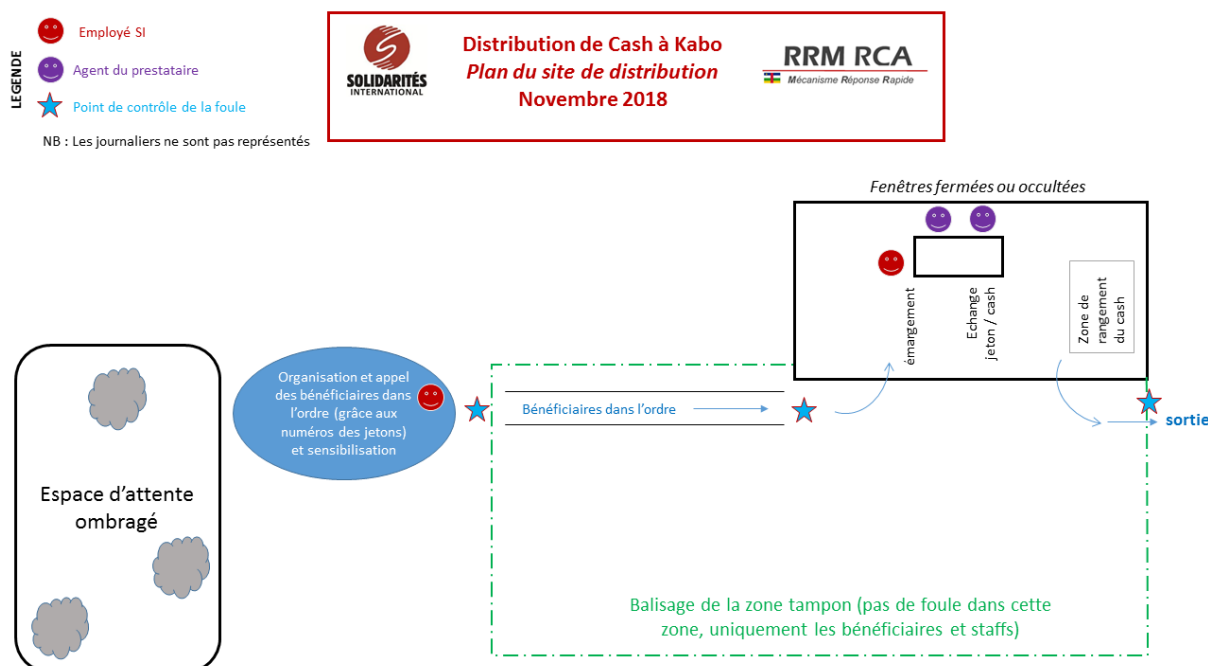 LEGENDE
Employé SI
Agent du prestataire
Point de contrôle de la foule
NB : Les journaliers ne sont pas représentés
SOLIDARITÉS
INTERNATIONAL
Distribution de Cash à Kabo
Plan du site de distribution
Novembre 2018
RRM RCA
Mécanisme Réponse Rapide
Fenêtres fermées ou occultées
émargement
Echange
jeton / cash
Zone de
rangement
du cash
Organisation et appel
des bénéficiaires dans
l'ordre (grâce aux
numéros des jetons)
et sensibilisation
Bénéficiaires dans l'ordre
sortie
Espace d'attente
ombragé
Balisage de la zone tampon (pas de foule dans cette
zone, uniquement les bénéficiaires et staffs)